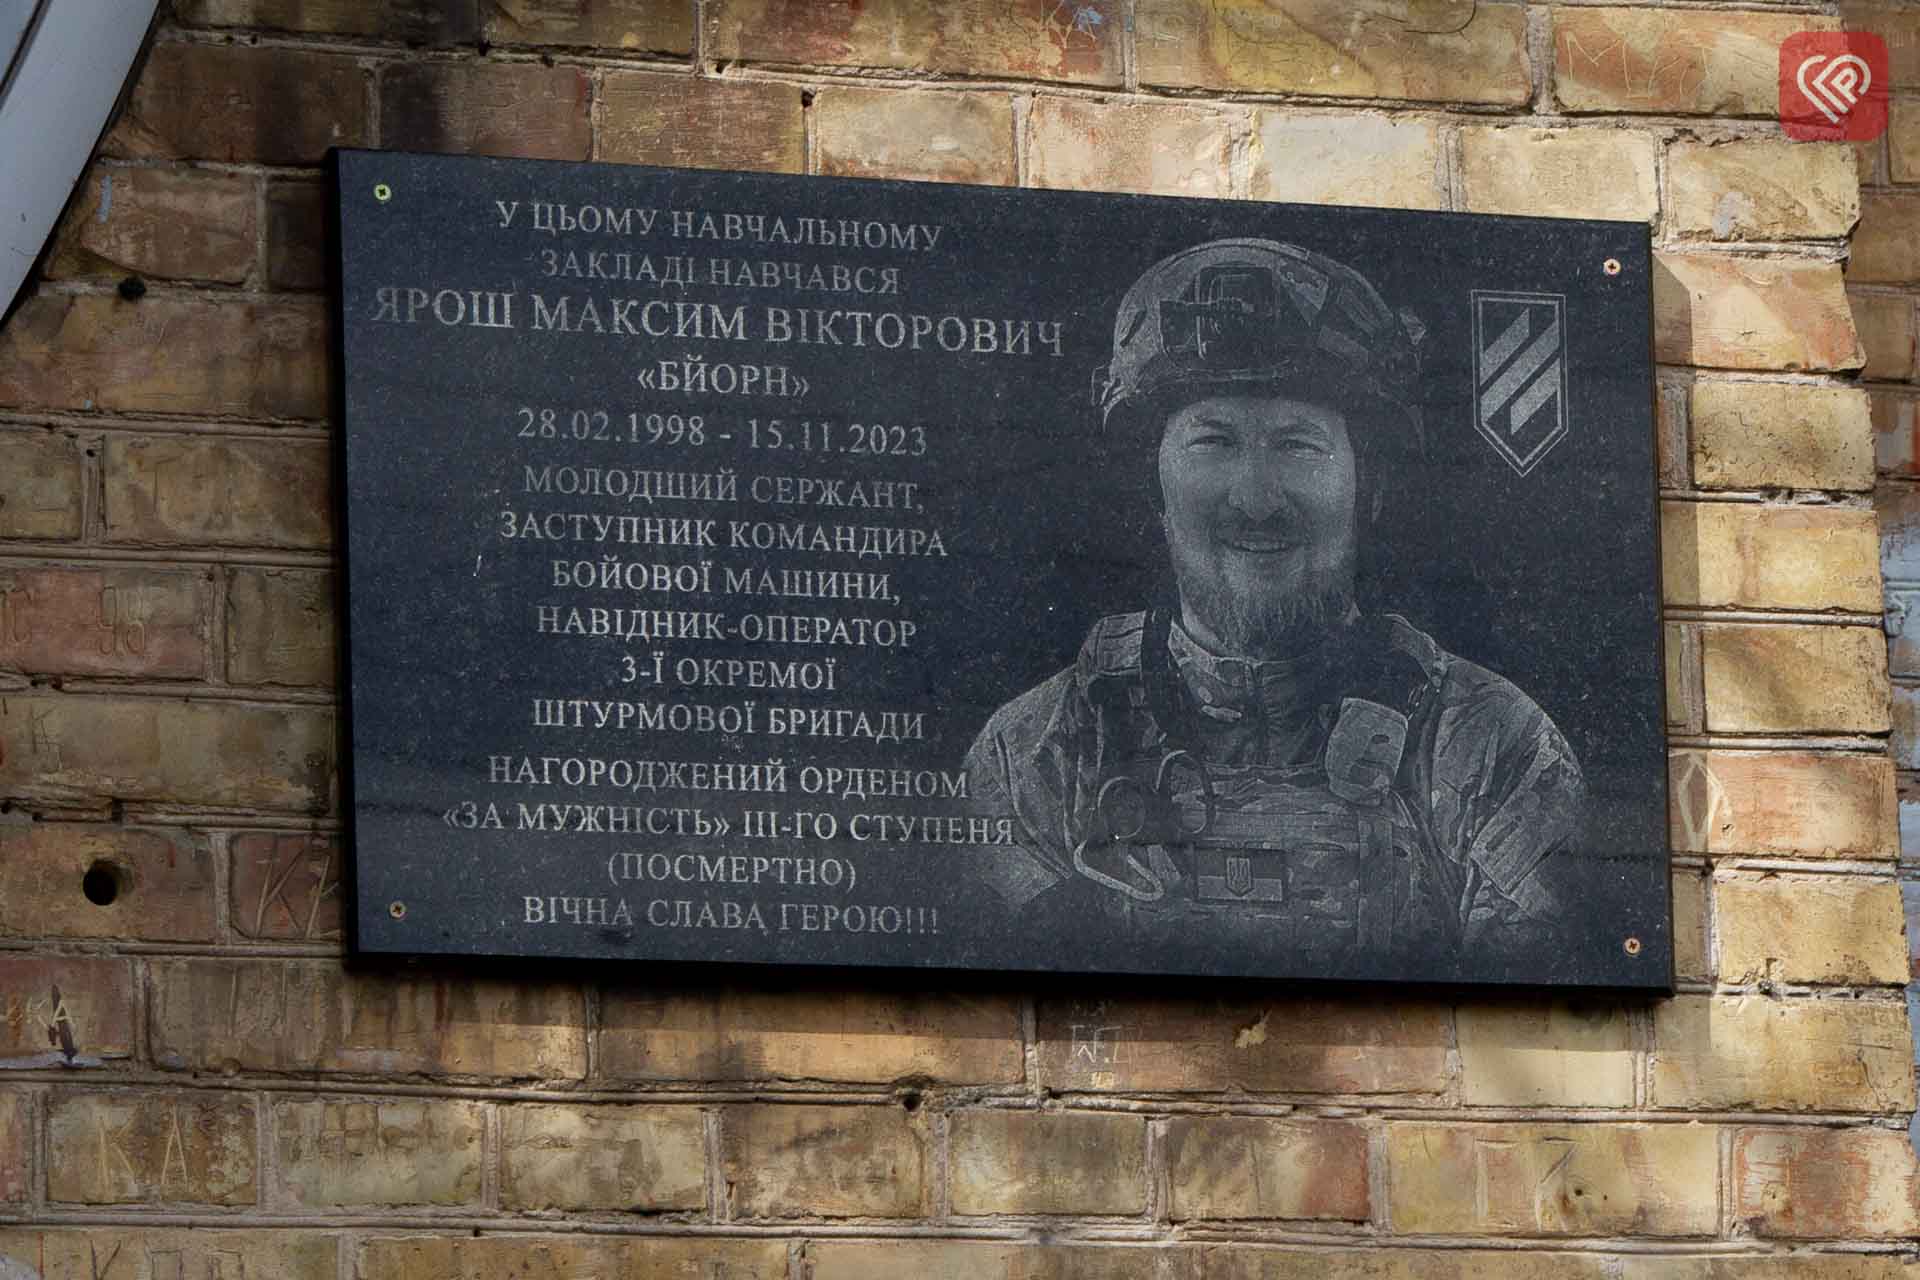 У ЦЬОМУ НАВЧАЛЬНОМУ
ЗАКЛАДІ НАВЧАВСЯ
ЯРОШ МАКСИМ ВІКТОРОВИЧ
«БЙОРН»
28.02.1998 - 15.11.2023
МОЛОДШИЙ СЕРЖАНТ,
ЗАСТУПНИК КОМАНДИРА
БОЙОВОЇ МАШИНИ,
НАВІДНИК-ОПЕРАТОР
3-Ї ОКРЕМОЇ
ШТУРМОВОЇ БРИГАДИ
НАГОРОДЖЕНИЙ ОРДЕНОМ
«ЗА МУЖНІСТЬ» ІІІ-ГО СТУПЕНЯ
(ПОСМЕРТНО)
ВІЧНА СЛАВА ГЕРОЮ!!!